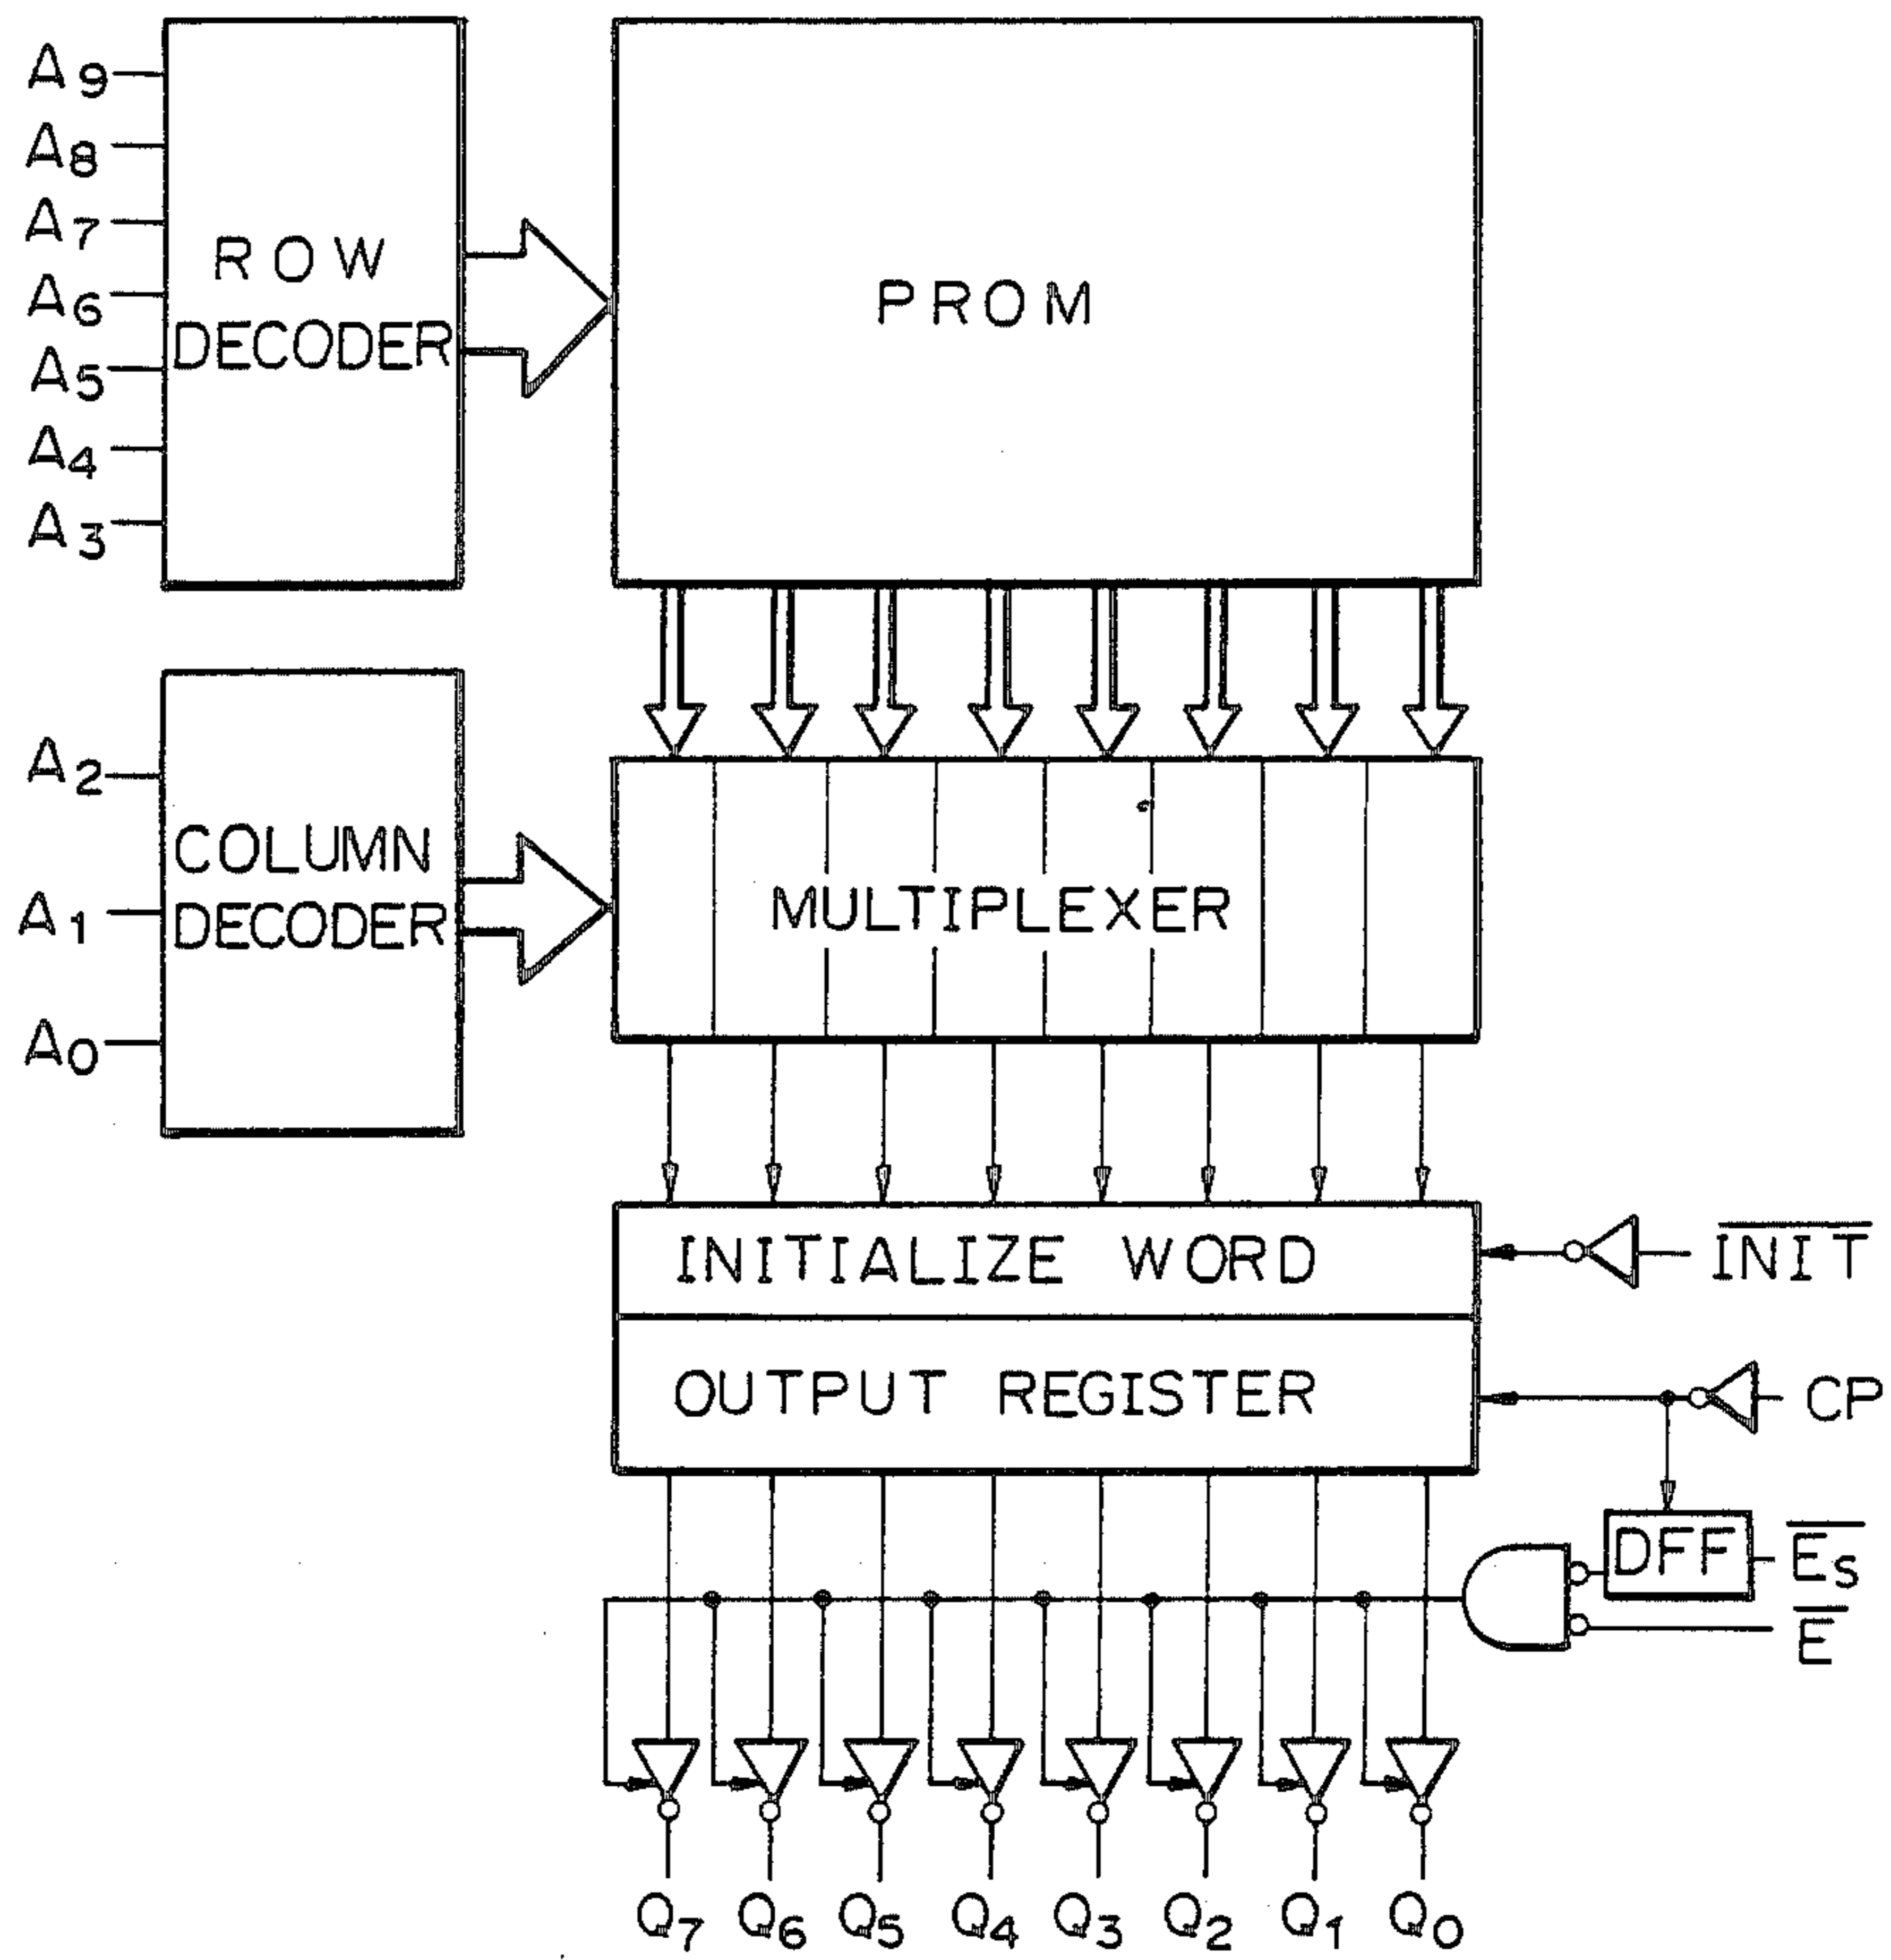 A9
A8
A7
A6
A5
A4
A3
ROW
DECODER
PROM
A2
A1
A0
COLUMN
DECODER
MULTIPLEXER
INITIALIZE WORD
INIT
OUTPUT REGISTER
CP
DFF
ES
E
Q7 Q6 Q5 Q4 Q3 Q2 Q1 Q0